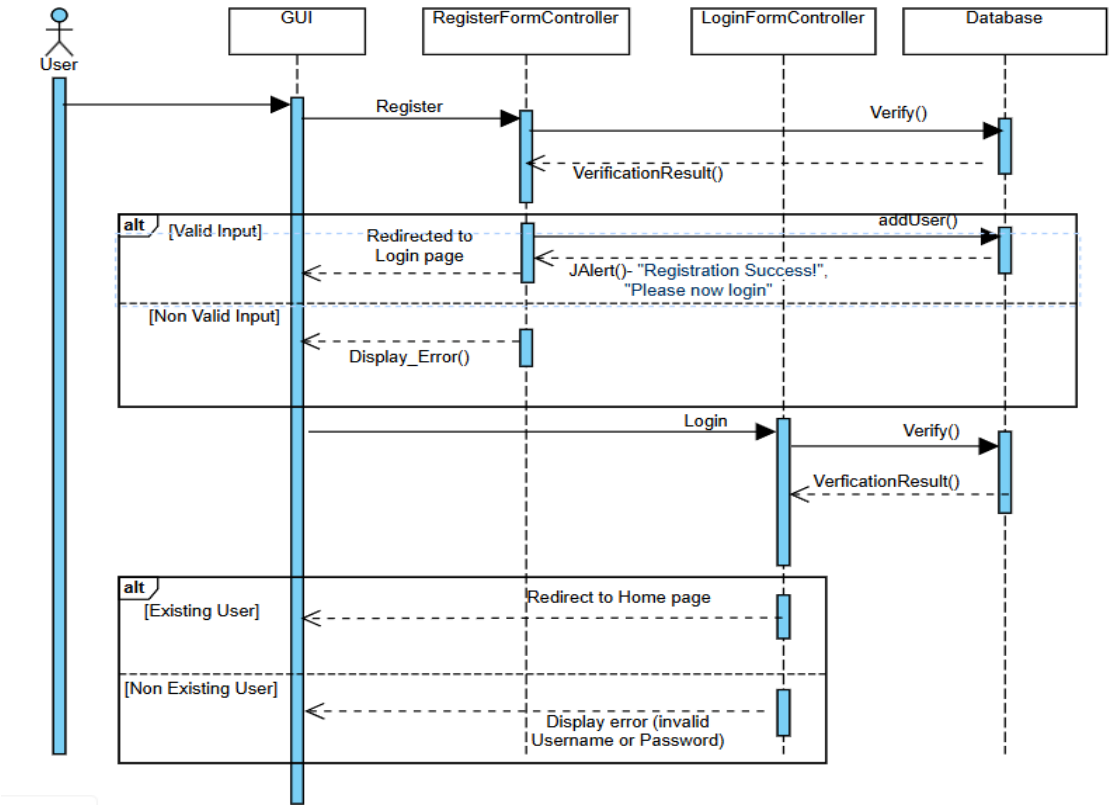 User
GUI
RegisterFormController
LoginFormController
Database
Register
Verify()
VerificationResult()
alt
[Valid Input]
Redirected to
Login page
addUser()
JAlert()- "Registration Success!",
"Please now login"
[Non Valid Input]
Display_Error()
Login
Verify()
VerficationResult()
alt
[Existing User]
Redirect to Home page
[Non Existing User]
Display error (invalid
Username or Password)